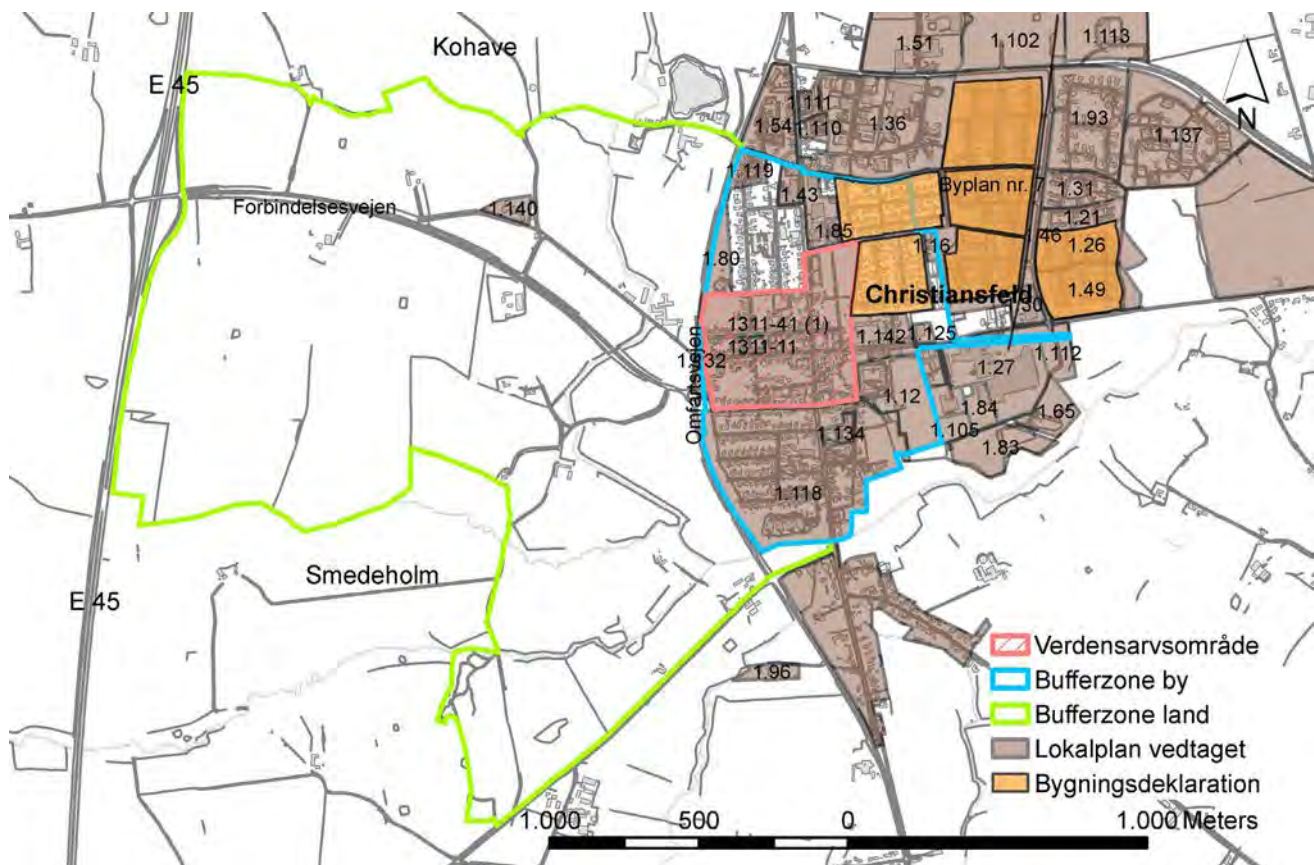 Kohave
E 45
1.51
1.102
1.113
N
1.111
1.54
1.110
1.36
1.93
1.137
1.119
1.43
Byplan nr. 7
1.31
Forbindelsesvejen
1.140
1.21
1.85
1.16
46
1.26
1.80
Christiansfeld
1.49
30
1311-41 (1)
1311-11
1.142
1.125
1.132
1.27
1.112
Omfartsvejen
1.12
1.84
1.65
1.105
1.134
1.83
1.118
Smedeholm
E 45
1.96
Verdensarvsområde
Bufferzone by
Bufferzone land
Lokalplan vedtaget
Bygningsdeklaration
1.000 500 0 1.000 Meters